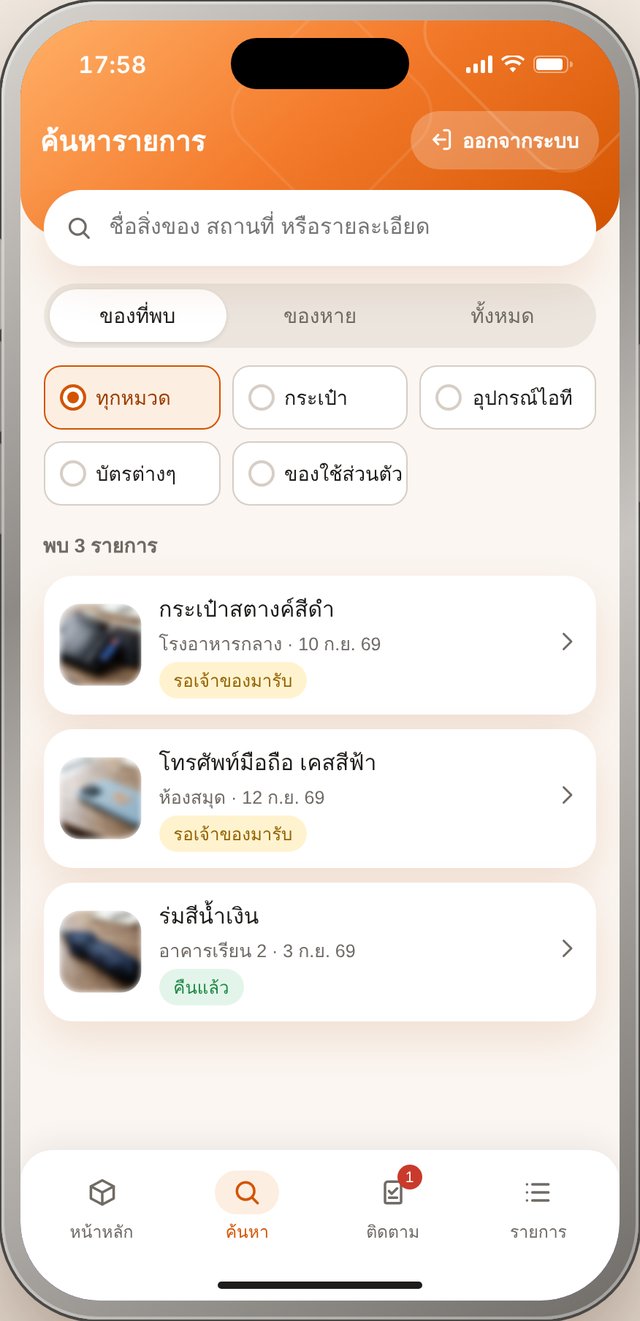 17:58
ค้นหารายการ
ออกจากระบบ
ชื่อสิ่งของ สถานที่ หรือรายละเอียด
ของที่พบ ของหาย ทั้งหมด
ทุกหมวด กระเป๋า อุปกรณ์ไอที
บัตรต่างๆ ของใช้ส่วนตัว
พบ 3 รายการ
กระเป๋าสตางค์สีดำ
โรงอาหารกลาง · 10 ก.ย. 69
รอเจ้าของมารับ
โทรศัพท์มือถือ เคสสีฟ้า
ห้องสมุด · 12 ก.ย. 69
รอเจ้าของมารับ
ร่มสีน้ำเงิน
อาคารเรียน 2 · 3 ก.ย. 69
คืนแล้ว
1
หน้าหลัก ค้นหา ติดตาม รายการ